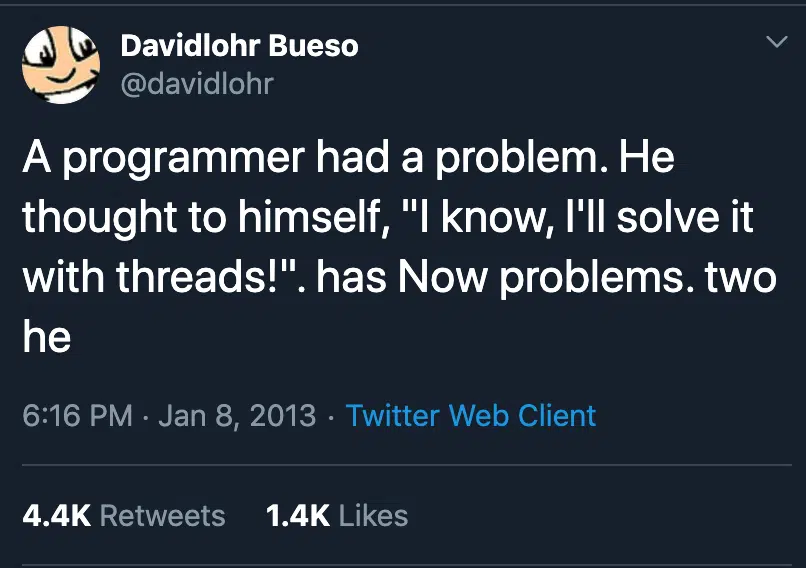 Davidlohr Bueso
@davidlohr
A programmer had a problem. He
thought to himself, "I know, I'll solve it
with threads!". has Now problems. two
he
6:16 PM · Jan 8, 2013 · Twitter Web Client
4.4K Retweets 1.4K Likes